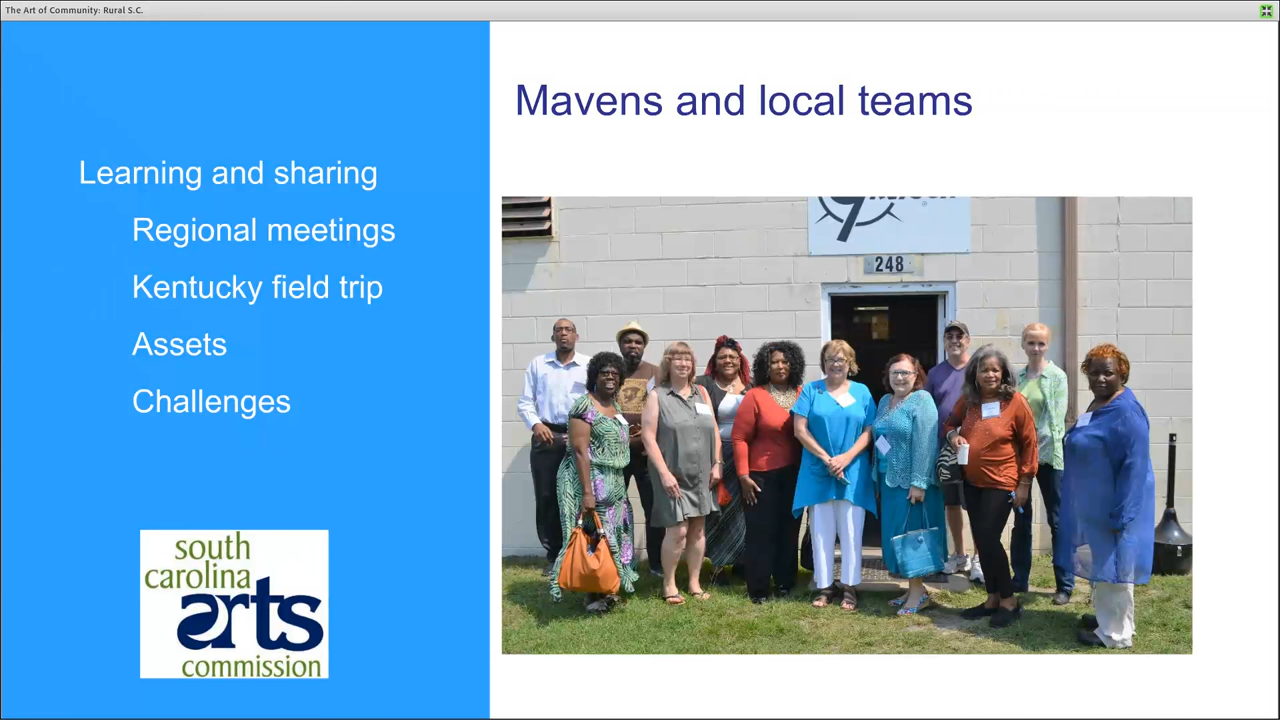 The Art of Community: Rural S.C.
Mavens and local teams
Learning and sharing
Regional meetings
Kentucky field trip
Assets
Challenges
248
south
carolina
arts
commission